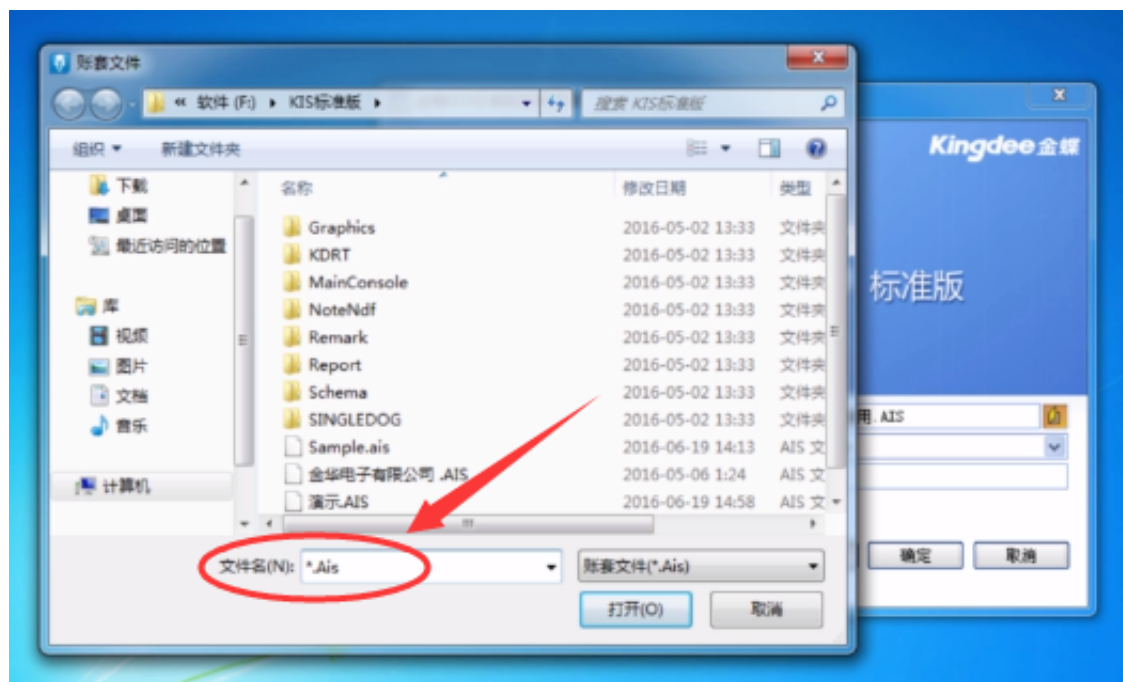 账套文件
« 软件 (F:) ▸ KIS标准版 ▸
搜索 KIS标准版
组织
新建文件夹
Kingdee金蝶
标准版
下载
桌面
最近访问的位置
库
视频
图片
文档
音乐
计算机
名称 修改日期 类型
Graphics 2016-05-02 13:33 文件夹
KDRT 2016-05-02 13:33 文件夹
MainConsole 2016-05-02 13:33 文件夹
NoteNdf 2016-05-02 13:33 文件夹
Remark 2016-05-02 13:33 文件夹
Report 2016-05-02 13:33 文件夹
Schema 2016-05-02 13:33 文件夹
SINGLEDOG 2016-05-02 13:33 文件夹
Sample.ais 2016-06-19 14:13 AIS 文
金华电子有限公司 .AIS 2016-05-06 1:24 AIS 文
演示.AIS 2016-06-19 14:58 AIS 文
用.AIS
文件名(N): *.Ais
账套文件(*.Ais)
打开(O) 取消
确定 取消